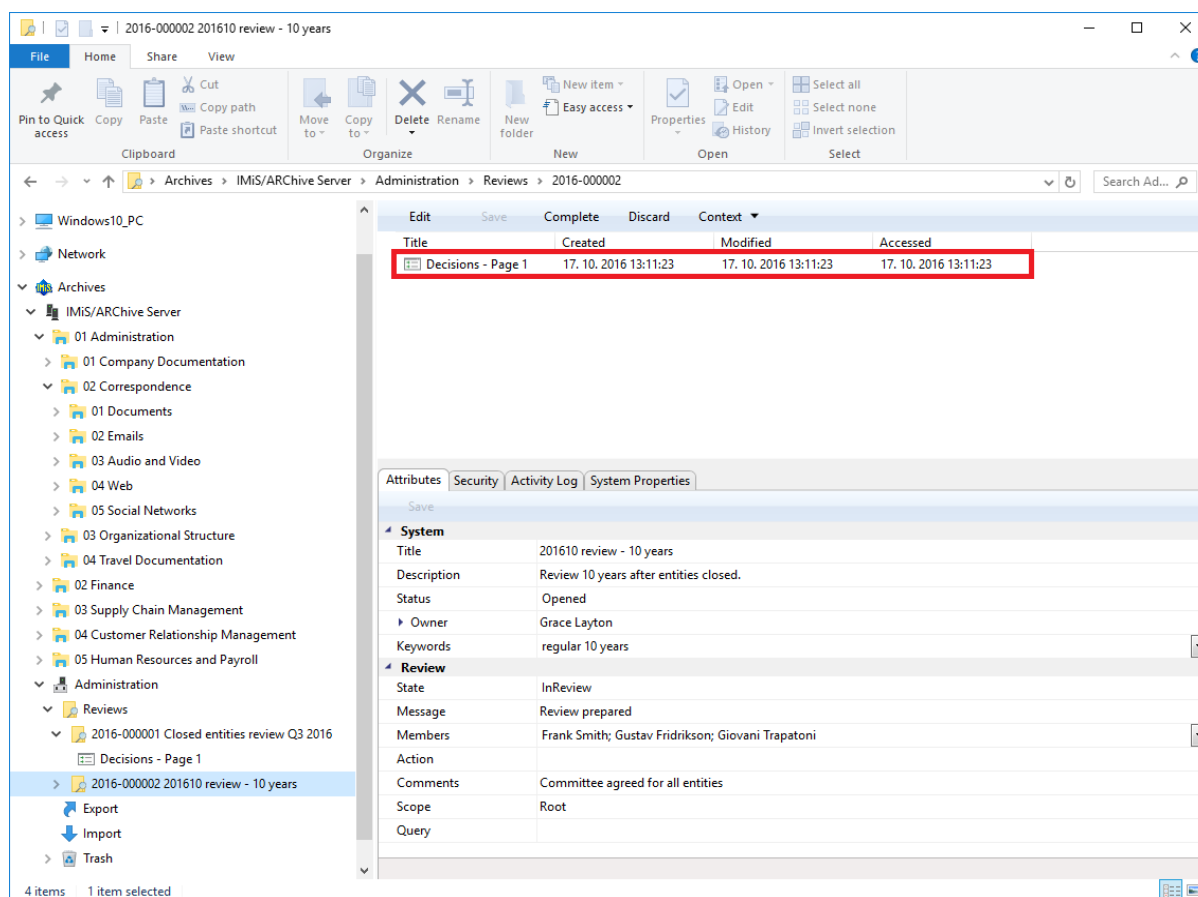 2016-000002 201610 review - 10 years
File Home Share View
Pin to Quick access
Copy
Paste
Cut
Copy path
Paste shortcut
Clipboard
Move to
Copy to
Delete
Rename
Organize
New folder
New item
Easy access
New
Properties
Open
Edit
History
Open
Select all
Select none
Invert selection
Select
Archives > IMiS/ARChive Server > Administration > Reviews > 2016-000002
Search Ad...
Windows10_PC
Network
Archives
IMiS/ARChive Server
01 Administration
01 Company Documentation
02 Correspondence
01 Documents
02 Emails
03 Audio and Video
04 Web
05 Social Networks
03 Organizational Structure
04 Travel Documentation
02 Finance
03 Supply Chain Management
04 Customer Relationship Management
05 Human Resources and Payroll
Administration
Reviews
2016-000001 Closed entities review Q3 2016
Decisions - Page 1
2016-000002 201610 review - 10 years
Export
Import
Trash
Edit Save Complete Discard Context
Title Created Modified Accessed
Decisions - Page 1 17. 10. 2016 13:11:23 17. 10. 2016 13:11:23 17. 10. 2016 13:11:23
Attributes Security Activity Log System Properties
Save
System
Title 201610 review - 10 years
Description Review 10 years after entities closed.
Status Opened
Owner Grace Layton
Keywords regular 10 years
Review
State InReview
Message Review prepared
Members Frank Smith; Gustav Fridrikson; Giovani Trapatoni
Action
Comments Committee agreed for all entities
Scope Root
Query
4 items 1 item selected